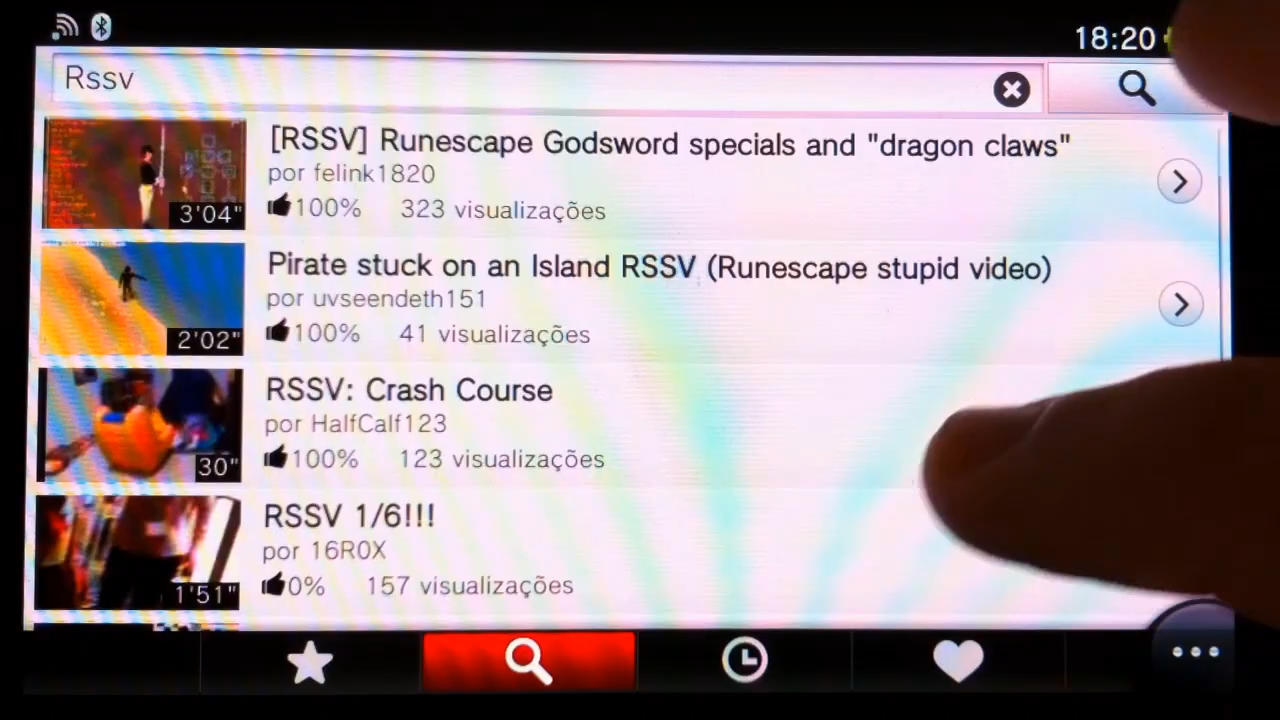 18:20
Rssv
[RSSV] Runescape Godsword specials and "dragon claws"
por felink1820
100% 323 visualizações
3'04"
Pirate stuck on an Island RSSV (Runescape stupid video)
por uvseendeth151
100% 41 visualizações
2'02"
RSSV: Crash Course
por HalfCalf123
100% 123 visualizações
30"
RSSV 1/6!!!
por 16R0X
0% 157 visualizações
1'51"